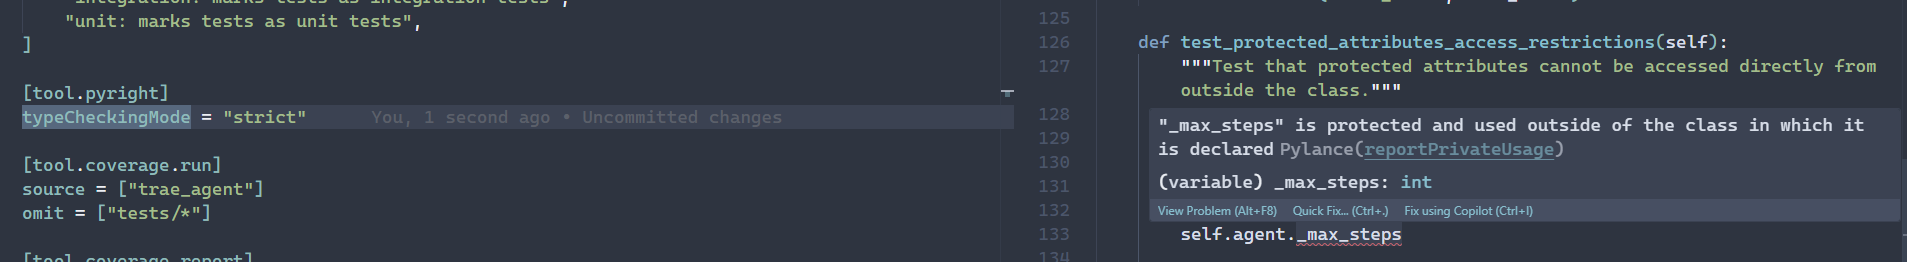 "integration: marks tests as integration tests",
"unit: marks tests as unit tests",
]
[tool.pyright]
typeCheckingMode = "strict" You, 1 second ago • Uncommitted changes
[tool.coverage.run]
source = ["trae_agent"]
omit = ["tests/*"]
[tool.coverage.report]
125
126 def test_protected_attributes_access_restrictions(self):
127 """Test that protected attributes cannot be accessed directly from
outside the class."""
128
129
130
131
132
133 self.agent._max_steps
134
"_max_steps" is protected and used outside of the class in which it
is declared Pylance(reportPrivateUsage)
(variable) _max_steps: int
View Problem (Alt+F8) Quick Fix... (Ctrl+.) Fix using Copilot (Ctrl+I)